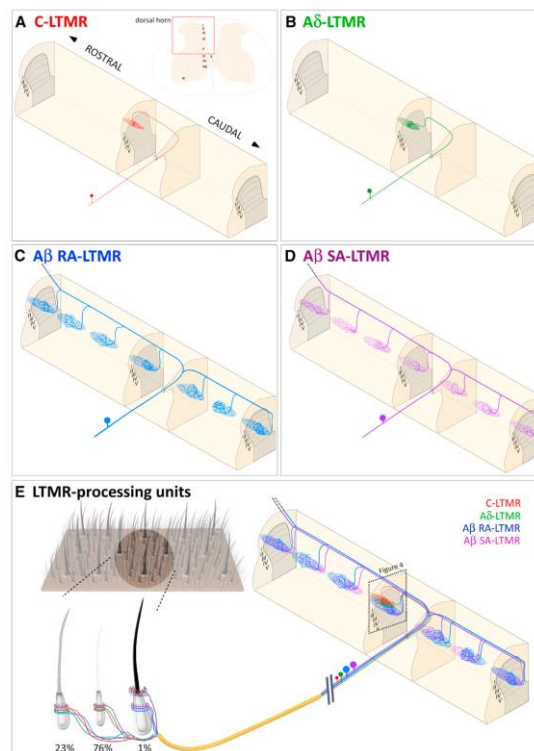 A C-LTMR
dorsal horn
ROSTRAL
CAUDAL
B Aδ-LTMR
C Aβ RA-LTMR
D Aβ SA-LTMR
E LTMR-processing units
C-LTMR
Aδ-LTMR
Aβ RA-LTMR
Aβ SA-LTMR
Figure 4
23% 76% 1%